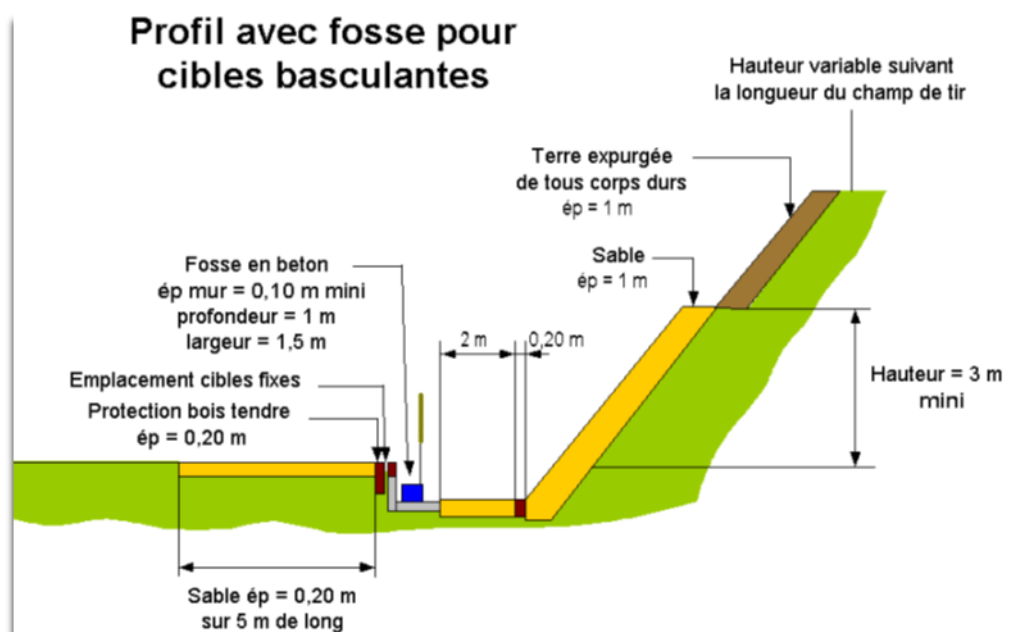 Profil avec fosse pour
cibles basculantes
Hauteur variable suivant
la longueur du champ de tir
Terre expurgée
de tous corps durs
ép = 1 m
Sable
ép = 1 m
Fosse en beton
ép mur = 0,10 m mini
profondeur = 1 m
largeur = 1,5 m
2 m
0,20 m
Emplacement cibles fixes
Protection bois tendre
ép = 0,20 m
Hauteur = 3 m
mini
Sable ép = 0,20 m
sur 5 m de long